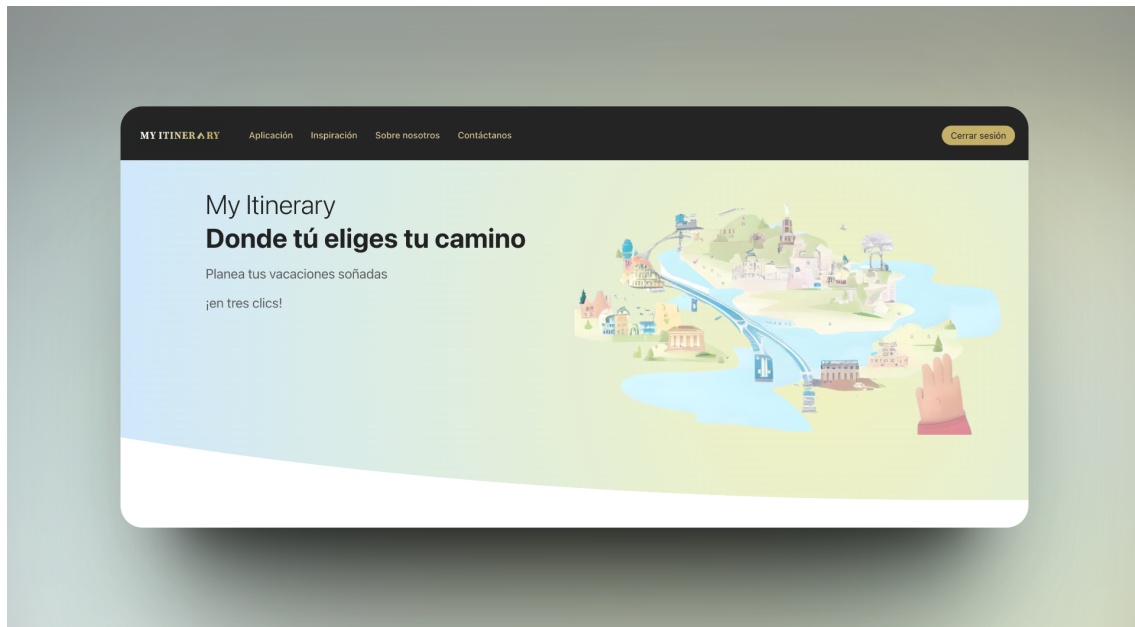 MY ITINERARY
Aplicación
Inspiración
Sobre nosotros
Contáctanos
Cerrar sesión
My Itinerary
Donde tú eliges tu camino
Planea tus vacaciones soñadas
¡en tres clics!